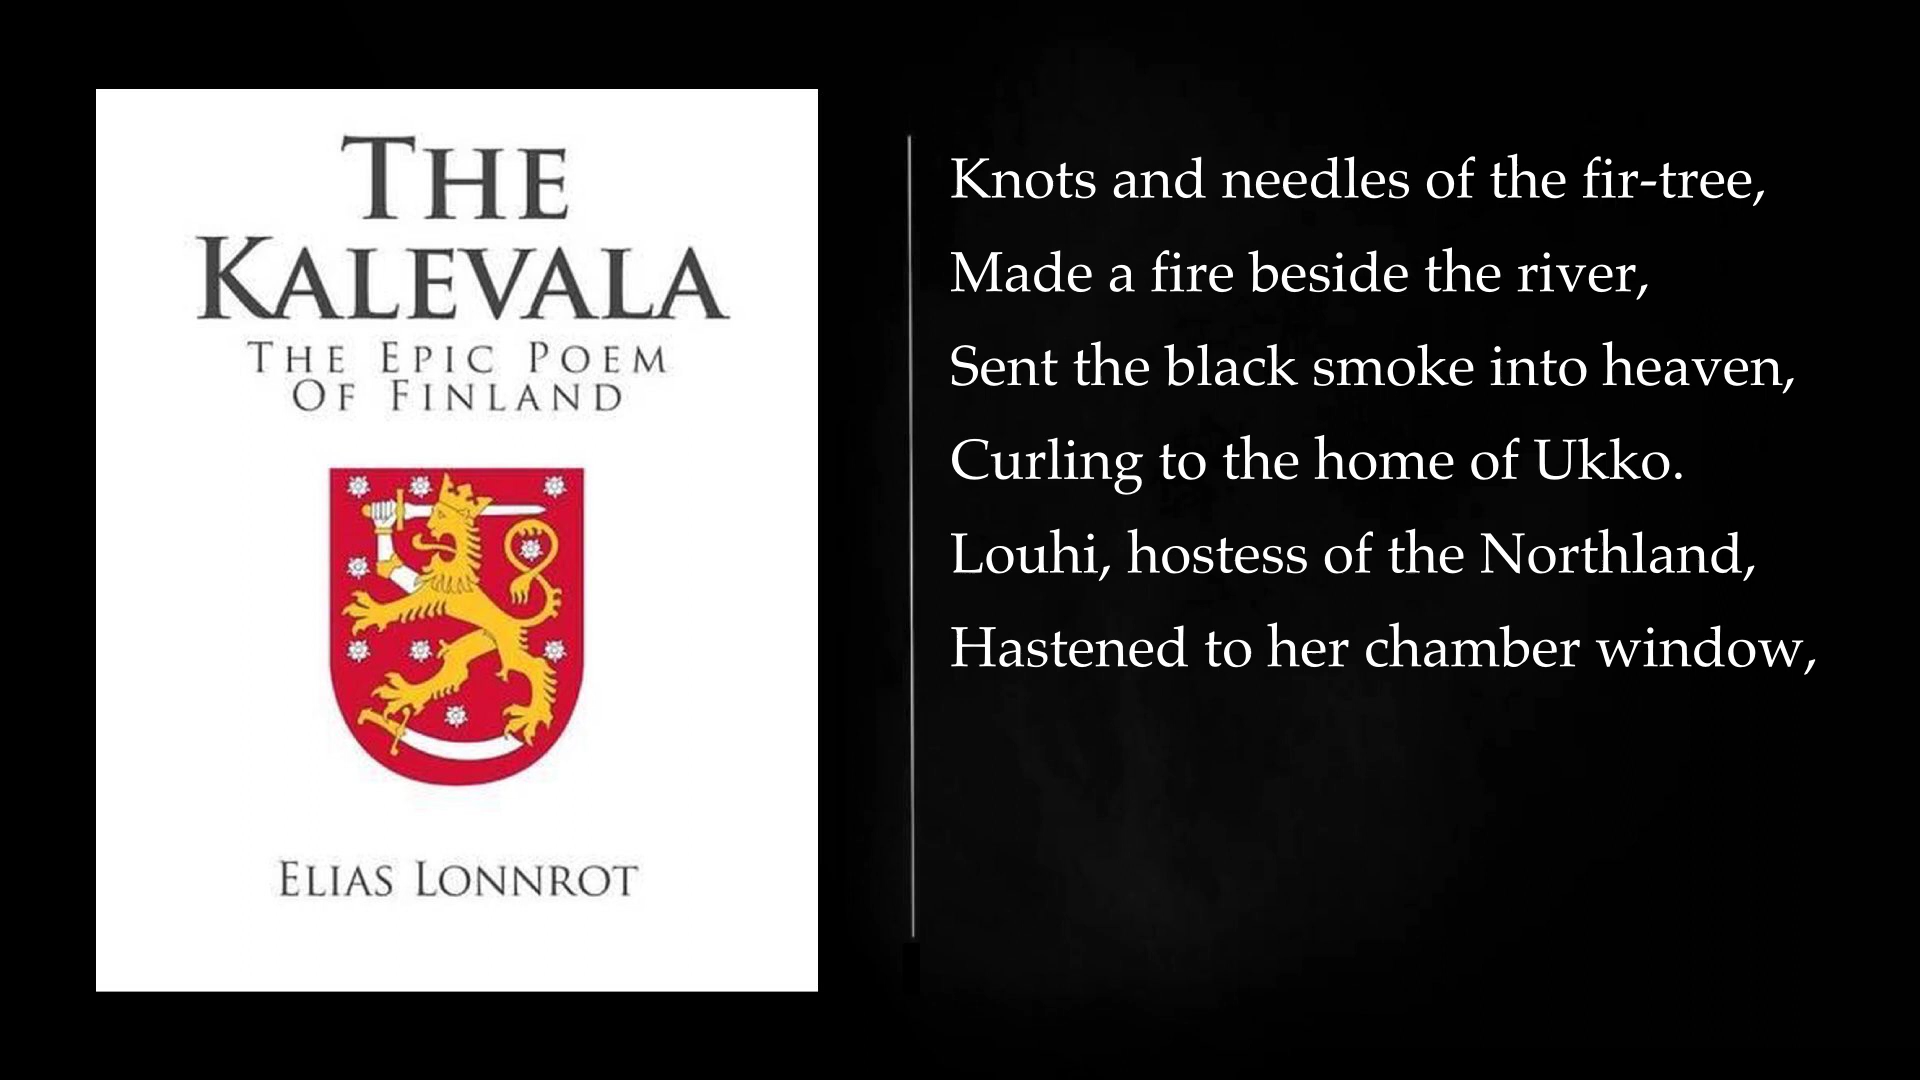 THE
KALEVALA
THE EPIC POEM
OF FINLAND
ELIAS LONNROT
Knots and needles of the fir-tree,
Made a fire beside the river,
Sent the black smoke into heaven,
Curling to the home of Ukko.
Louhi, hostess of the Northland,
Hastened to her chamber window,